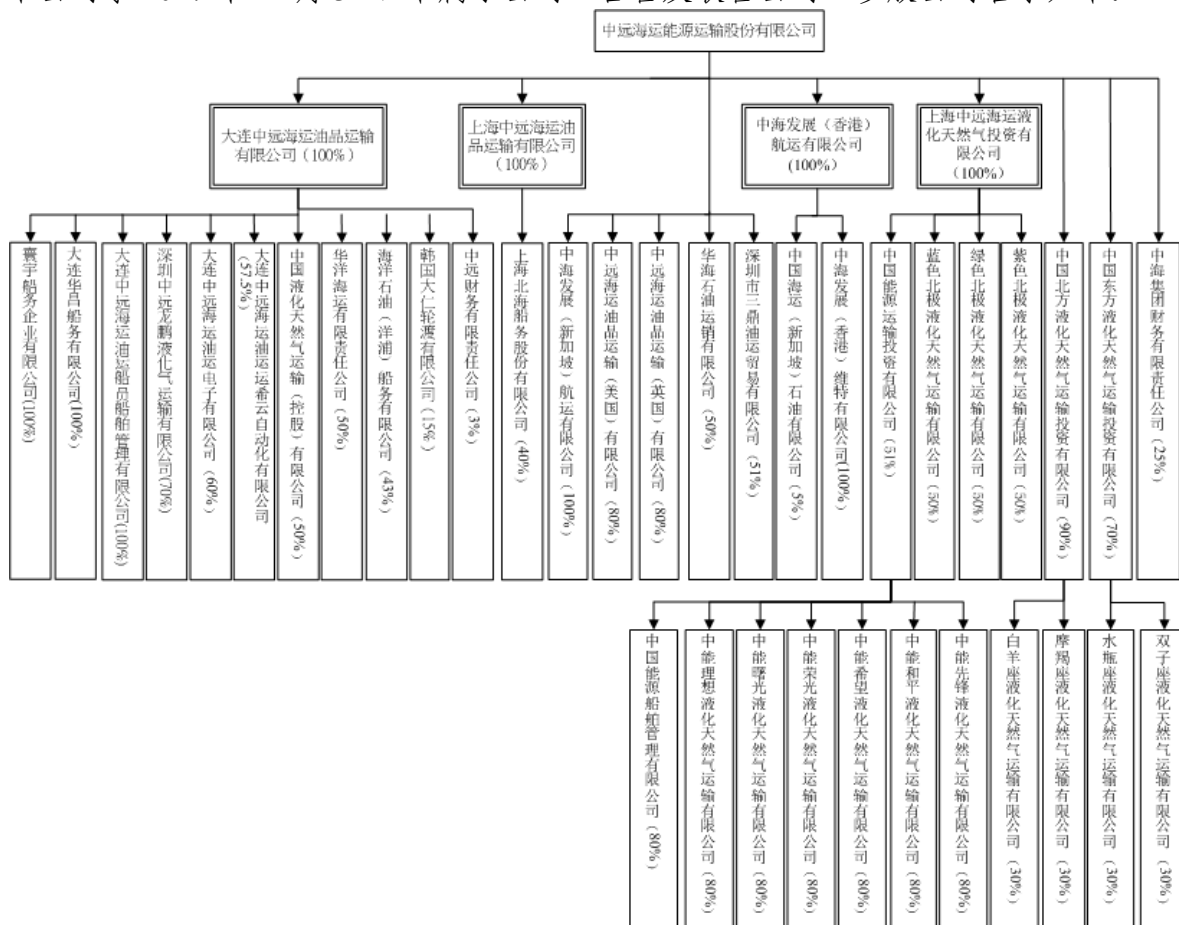 中远海运能源运输股份有限公司
大连中远海运油品运输
有限公司（100%）
上海中远海运油
品运输有限公司
（100%）
中海发展（香港）
航运有限公司
(100%)
上海中远海运液
化天然气投资有
限公司
（100%）
寰宇船务企业有限公司(100%)
大连华昌船务有限公司(100%)
大连中远海运油运船员船舶管理有限公司(100%)
深圳中远龙鹏液化气运输有限公司(70%)
大连中远海运油运电子有限公司（60%）
大连中远海运油运运希云自动化有限公司
(57.5%)
中国液化天然气运输（控股）有限公司（50%）
华洋海运有限责任公司（50%）
海洋石油（洋浦）船务有限公司（43%）
韩国大仁轮渡有限公司（15%）
中远财务有限责任公司（3%）
上海北海船务股份有限公司（40%）
中海发展（新加坡）航运有限公司（100%）
中远海运油品运输（美国）有限公司（80%）
中远海运油品运输（英国）有限公司（80%）
华海石油运销有限公司（50%）
深圳市三鼎油运贸易有限公司（51%）
中国海运（新加坡）石油有限公司（5%）
中海发展（香港）维特有限公司(100%)
中国能源运输投资有限公司（51%）
蓝色北极液化天然气运输有限公司（50%）
绿色北极液化天然气运输有限公司（50%）
紫色北极液化天然气运输有限公司（50%）
中国北方液化天然气运输投资有限公司（90%）
中国东方液化天然气运输投资有限公司（70%）
中海集团财务有限责任公司（25%）
中国能源船舶管理有限公司（80%）
中能理想液化天然气运输有限公司（80%）
中能曙光液化天然气运输有限公司（80%）
中能荣光液化天然气运输有限公司（80%）
中能希望液化天然气运输有限公司（80%）
中能和平液化天然气运输有限公司（80%）
中能先锋液化天然气运输有限公司（80%）
白羊座液化天然气运输有限公司（30%）
摩羯座液化天然气运输有限公司（30%）
水瓶座液化天然气运输有限公司（30%）
双子座液化天然气运输有限公司（30%）